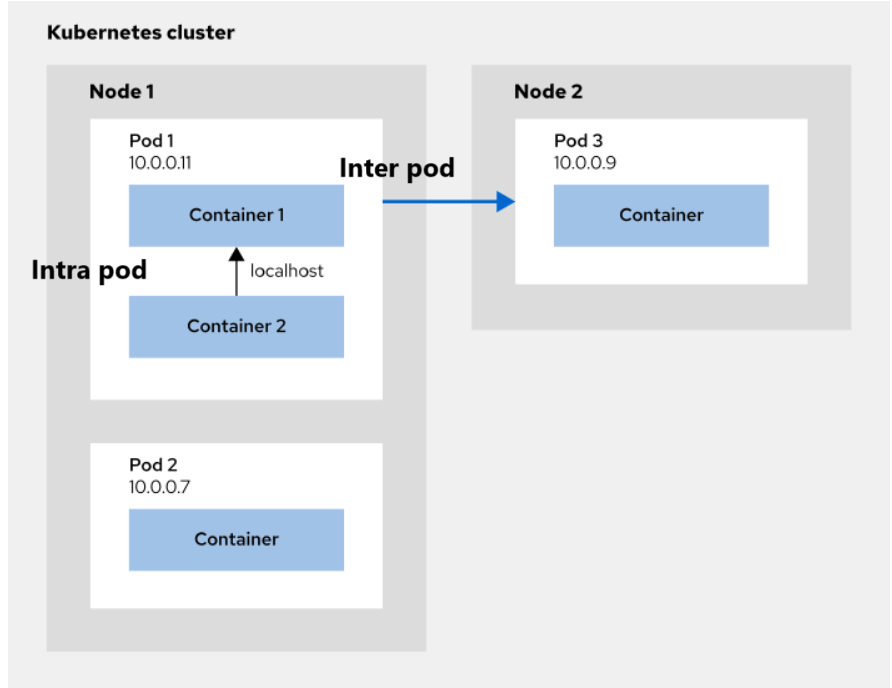 Kubernetes cluster
Node 1
Pod 1
10.0.0.11
Container 1
Intra pod
localhost
Container 2
Pod 2
10.0.0.7
Container
Inter pod
Node 2
Pod 3
10.0.0.9
Container